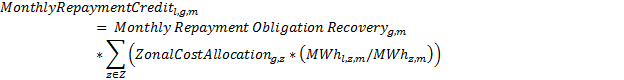 MonthlyRepaymentCredit_{l,g,m}
= Monthly Repayment Obligation Recovery_{g,m}
* ∑_{z∈Z} (ZonalCostAllocation_{g,z} * (MWh_{l,z,m}/MWh_{z,m}))